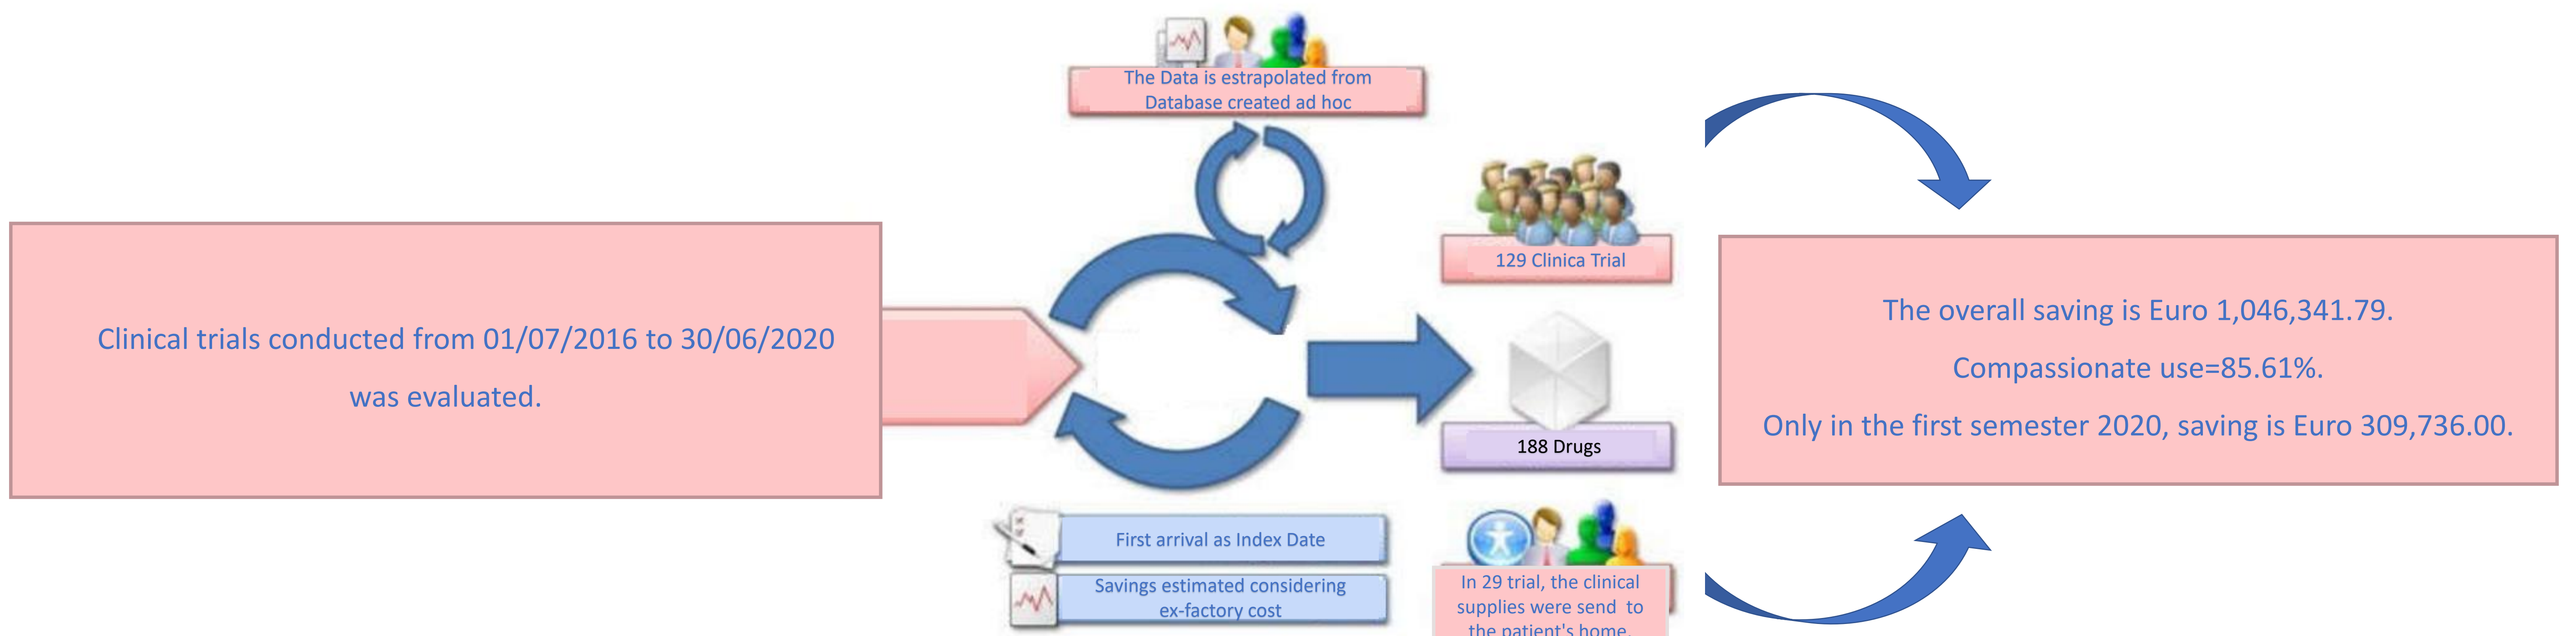 Clinical trials conducted from 01/07/2016 to 30/06/2020
was evaluated.
The Data is estrapolated from
Database created ad hoc
First arrival as Index Date
Savings estimated considering
ex-factory cost
129 Clinica Trial
188 Drugs
In 29 trial, the clinical
supplies were send to
the patient's home.
The overall saving is Euro 1,046,341.79.
Compassionate use=85.61%.
Only in the first semester 2020, saving is Euro 309,736.00.